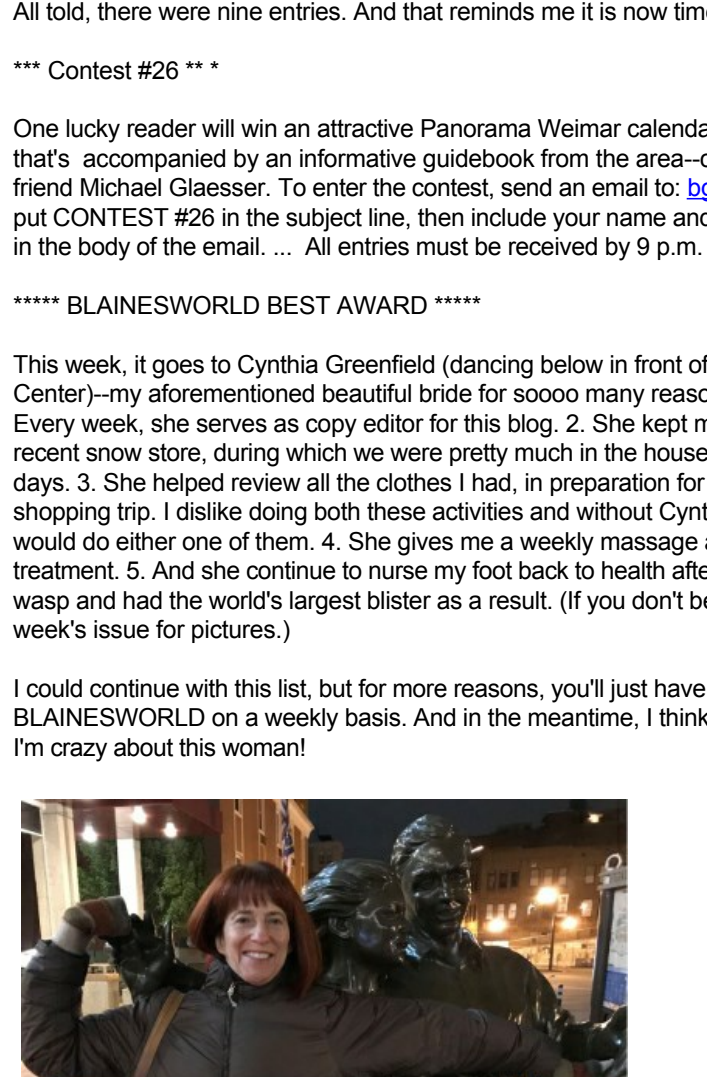 All told, there were nine entries. And that reminds me it is now time
*** Contest #26 ** *
One lucky reader will win an attractive Panorama Weimar calenda
that's accompanied by an informative guidebook from the area--c
friend Michael Glaesser. To enter the contest, send an email to: bg
put CONTEST #26 in the subject line, then include your name and
in the body of the email. ... All entries must be received by 9 p.m.
***** BLAINESWORLD BEST AWARD *****
This week, it goes to Cynthia Greenfield (dancing below in front of
Center)--my aforementioned beautiful bride for soooo many reaso
Every week, she serves as copy editor for this blog. 2. She kept m
recent snow store, during which we were pretty much in the house
days. 3. She helped review all the clothes I had, in preparation for
shopping trip. I dislike doing both these activities and without Cynt
would do either one of them. 4. She gives me a weekly massage a
treatment. 5. And she continue to nurse my foot back to health afte
wasp and had the world's largest blister as a result. (If you don't be
week's issue for pictures.)
I could continue with this list, but for more reasons, you'll just have
BLAINESWORLD on a weekly basis. And in the meantime, I think
I'm crazy about this woman!